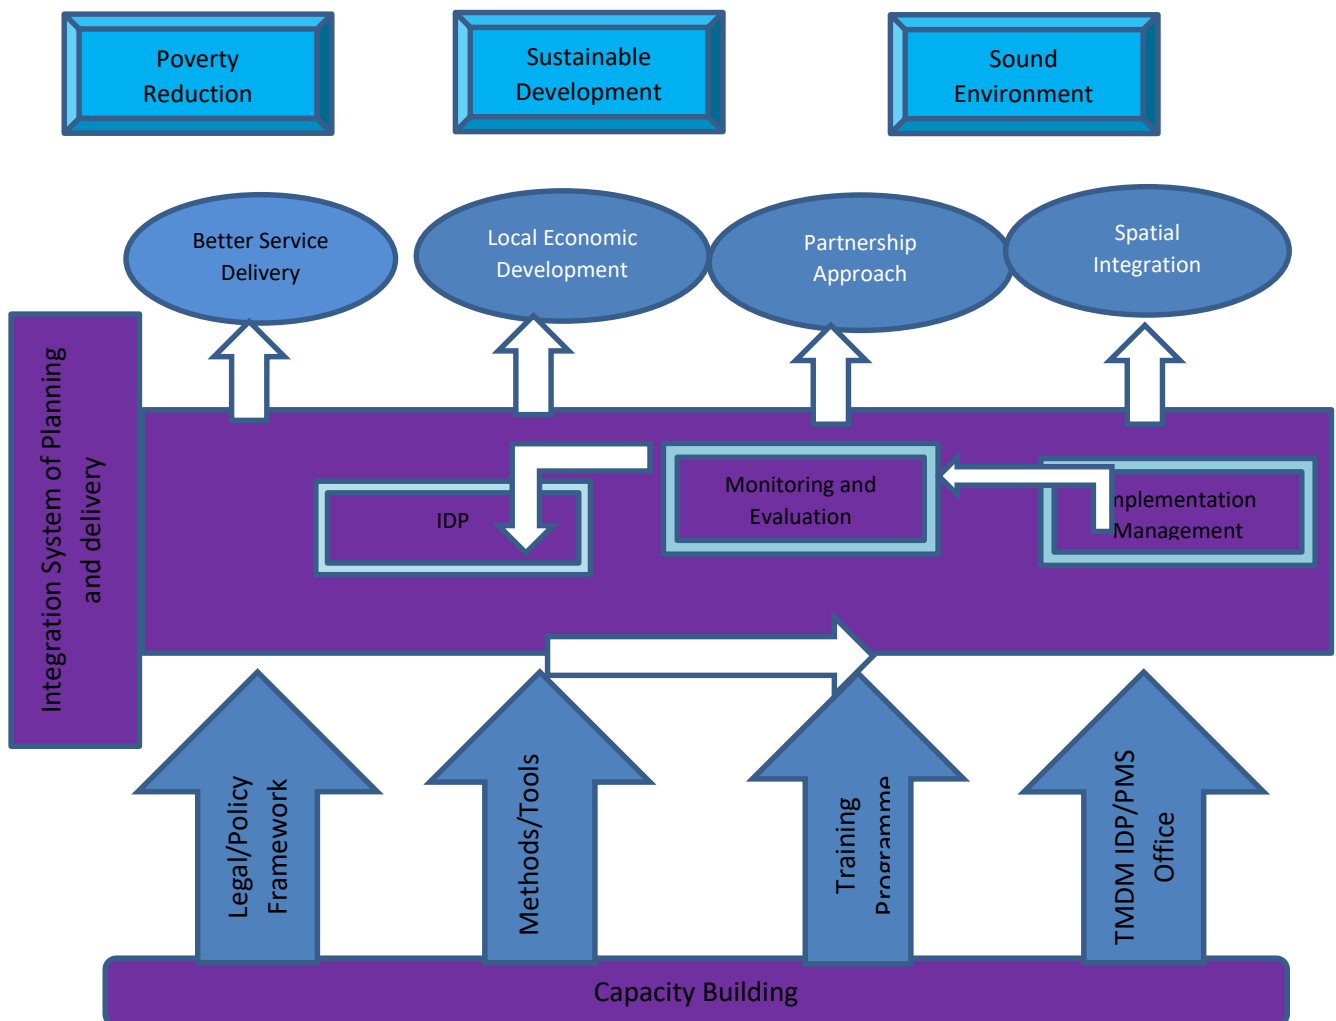 Poverty
Reduction
Sustainable
Development
Sound
Environment
Better Service
Delivery
Local Economic
Development
Partnership
Approach
Spatial
Integration
Integration System of Planning
and delivery
IDP
Monitoring and
Evaluation
mplementation
Management
Legal/Policy
Framework
Methods/Tools
Training
Programme
TMDM IDP/PMS
Office
Capacity Building